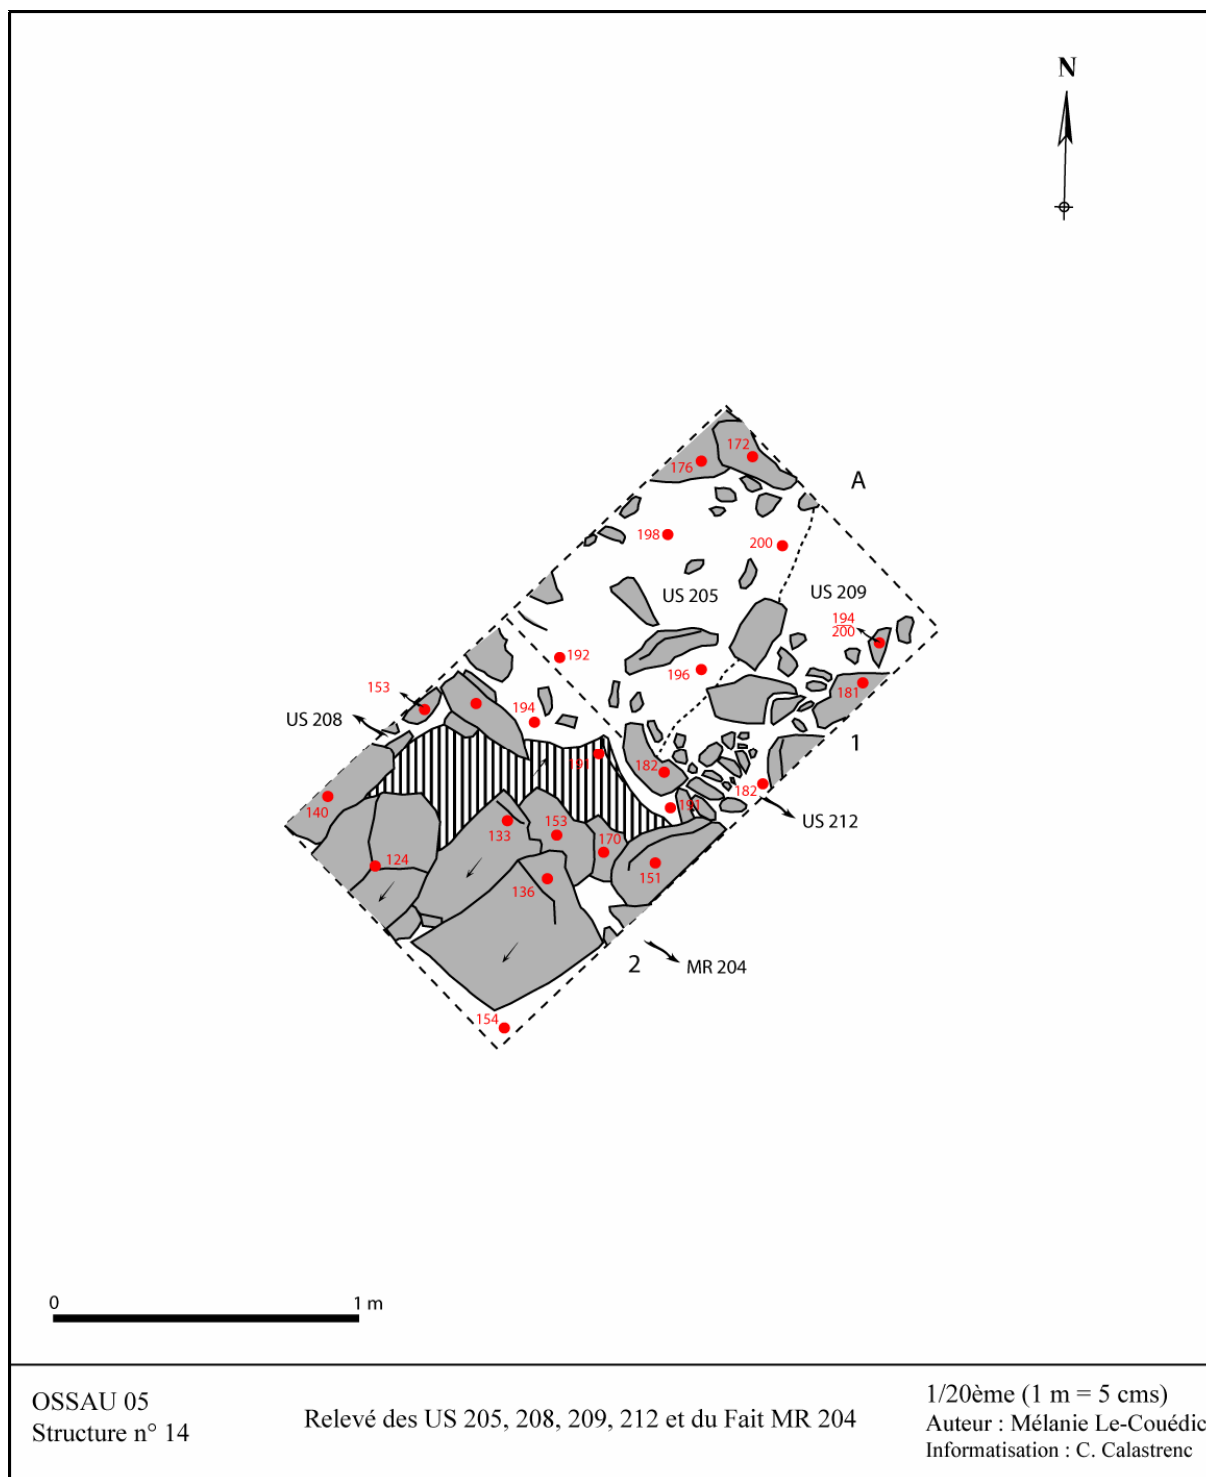 N
172
176
A
198
200
US 209
US 205
194
200
192
196
153
181
194
US 208
1
191
182
182
140
191
US 212
133
153
170
124
151
136
2
MR 204
154
0
1 m
OSSAU 05
Structure n° 14
Relevé des US 205, 208, 209, 212 et du Fait MR 204
1/20ème (1 m = 5 cms)
Auteur : Mélanie Le-Couédic
Informatisation : C. Calastrenc